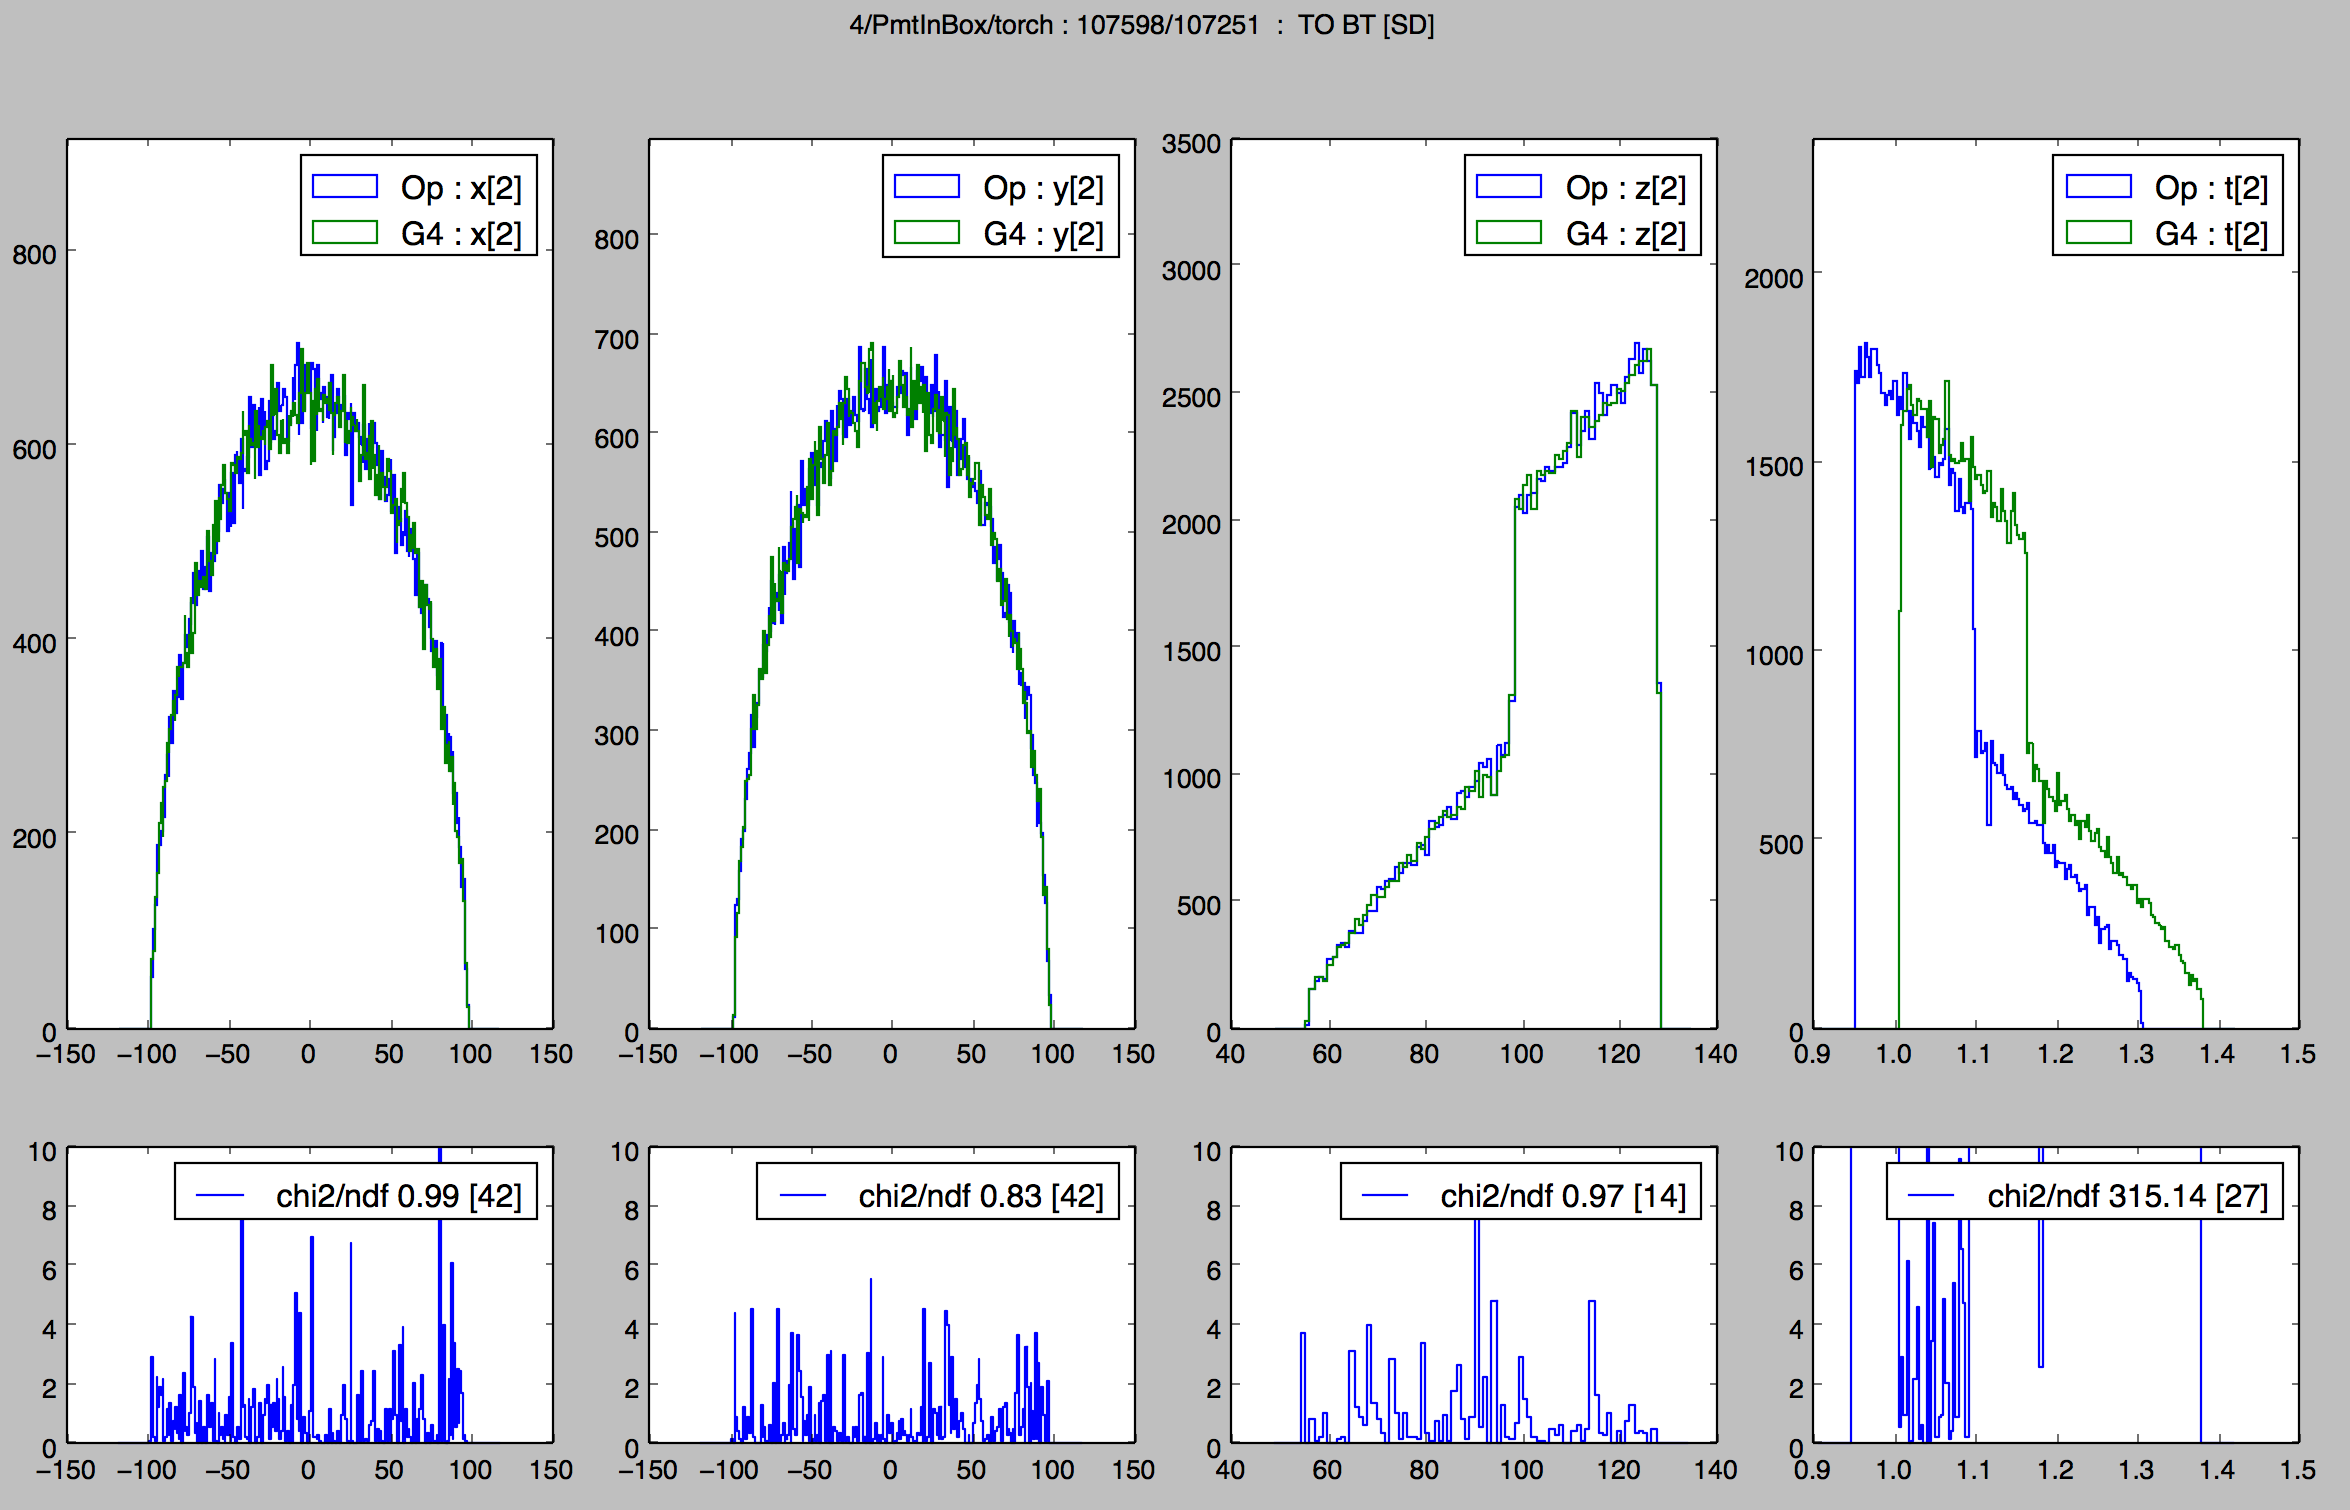 4/PmtInBox/torch : 107598/107251 : TO BT [SD]
Op : x[2]
G4 : x[2]
800
600
400
200
0
−150 −100 −50 0 50 100 150
Op : y[2]
G4 : y[2]
800
700
600
500
400
300
200
100
0
−150 −100 −50 0 50 100 150
Op : z[2]
G4 : z[2]
3500
3000
2500
2000
1500
1000
500
0
40 60 80 100 120 140
Op : t[2]
G4 : t[2]
2000
1500
1000
500
0
0.9 1.0 1.1 1.2 1.3 1.4 1.5
chi2/ndf 0.99 [42]
10
8
6
4
2
0
−150 −100 −50 0 50 100 150
chi2/ndf 0.83 [42]
10
8
6
4
2
0
−150 −100 −50 0 50 100 150
chi2/ndf 0.97 [14]
10
8
6
4
2
0
40 60 80 100 120 140
chi2/ndf 315.14 [27]
10
8
6
4
2
0
0.9 1.0 1.1 1.2 1.3 1.4 1.5